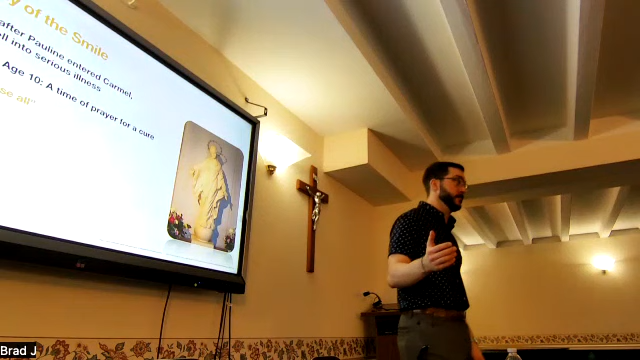 y of the Smile
after Pauline entered Carmel,
ell into serious illness
Age 10: A time of prayer for a cure
se all"
Brad J